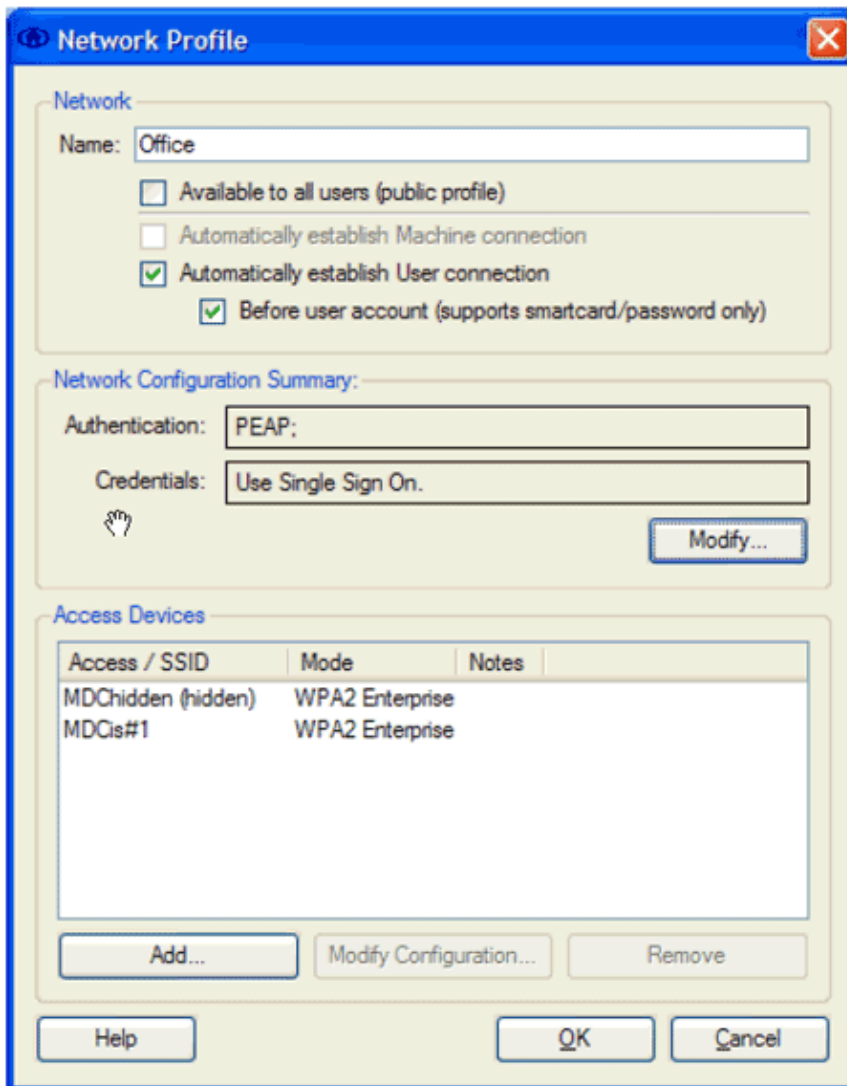 Network Profile
Network
Name: Office
Available to all users (public profile)
Automatically establish Machine connection
Automatically establish User connection
Before user account (supports smartcard/password only)
Network Configuration Summary:
Authentication: PEAP;
Credentials: Use Single Sign On.
Modify...
Access Devices
Access / SSID Mode Notes
MDChidden (hidden) WPA2 Enterprise
MDCis#1 WPA2 Enterprise
Add... Modify Configuration... Remove
Help OK Cancel